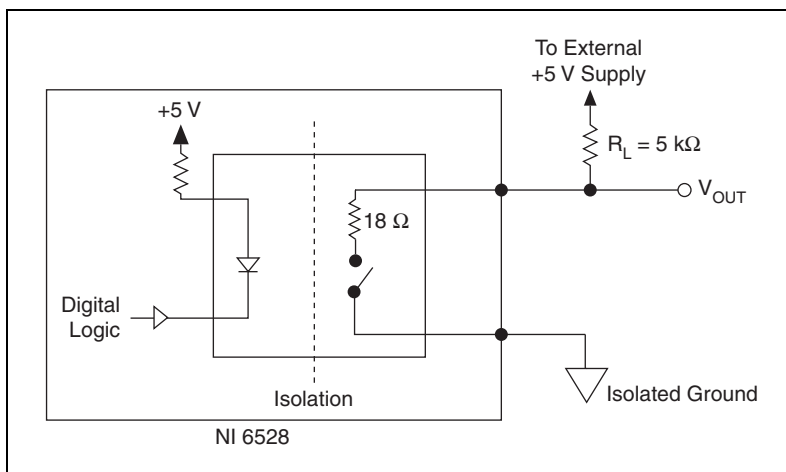 To External
+5 V Supply
+5 V
R_L = 5 kΩ
V_OUT
18 Ω
Digital
Logic
Isolated Ground
Isolation
NI 6528